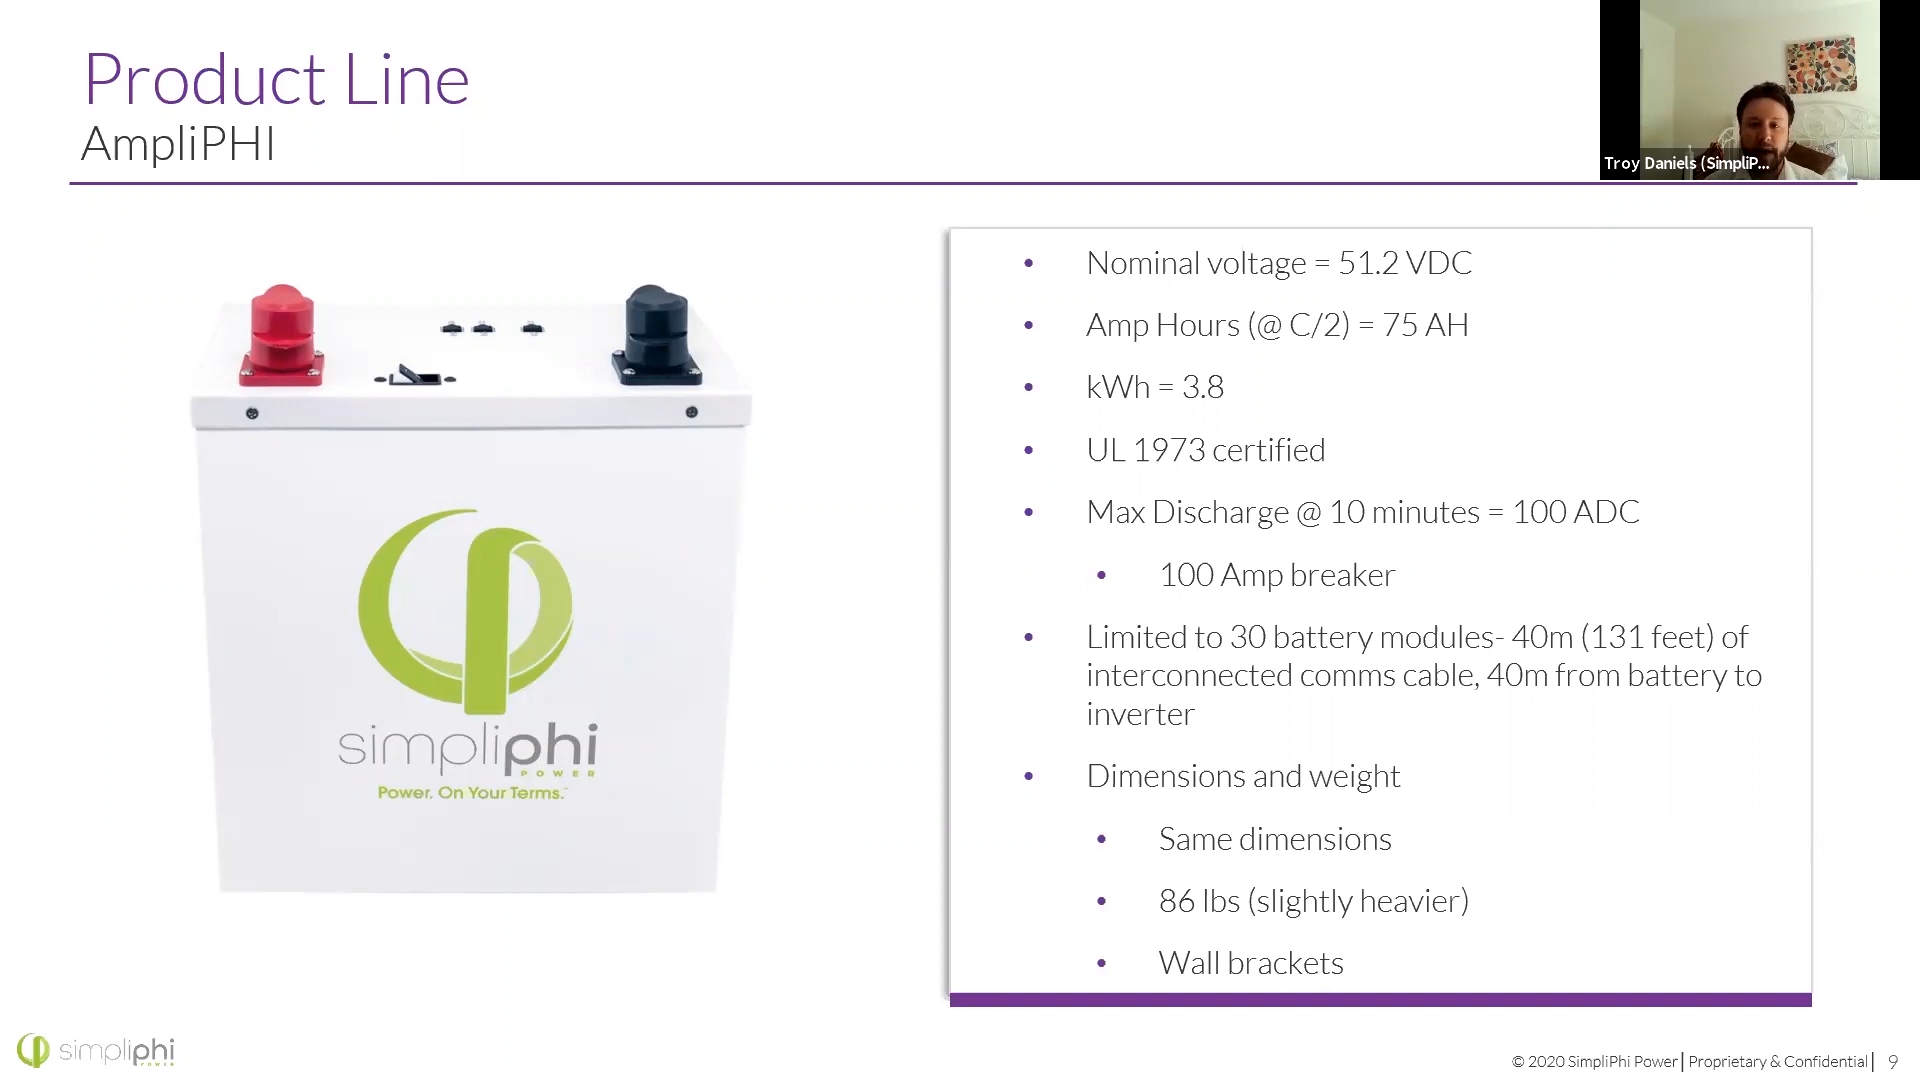 Product Line
AmpliPHI
Troy Daniels (SimpliP...
• Nominal voltage = 51.2 VDC
• Amp Hours (@ C/2) = 75 AH
• kWh = 3.8
• UL 1973 certified
• Max Discharge @ 10 minutes = 100 ADC
• 100 Amp breaker
• Limited to 30 battery modules- 40m (131 feet) of
interconnected comms cable, 40m from battery to
inverter
• Dimensions and weight
• Same dimensions
• 86 lbs (slightly heavier)
• Wall brackets
simpliphi
POWER
Power. On Your Terms.™
simpliphi
POWER
© 2020 SimpliPhi Power| Proprietary & Confidential| 9